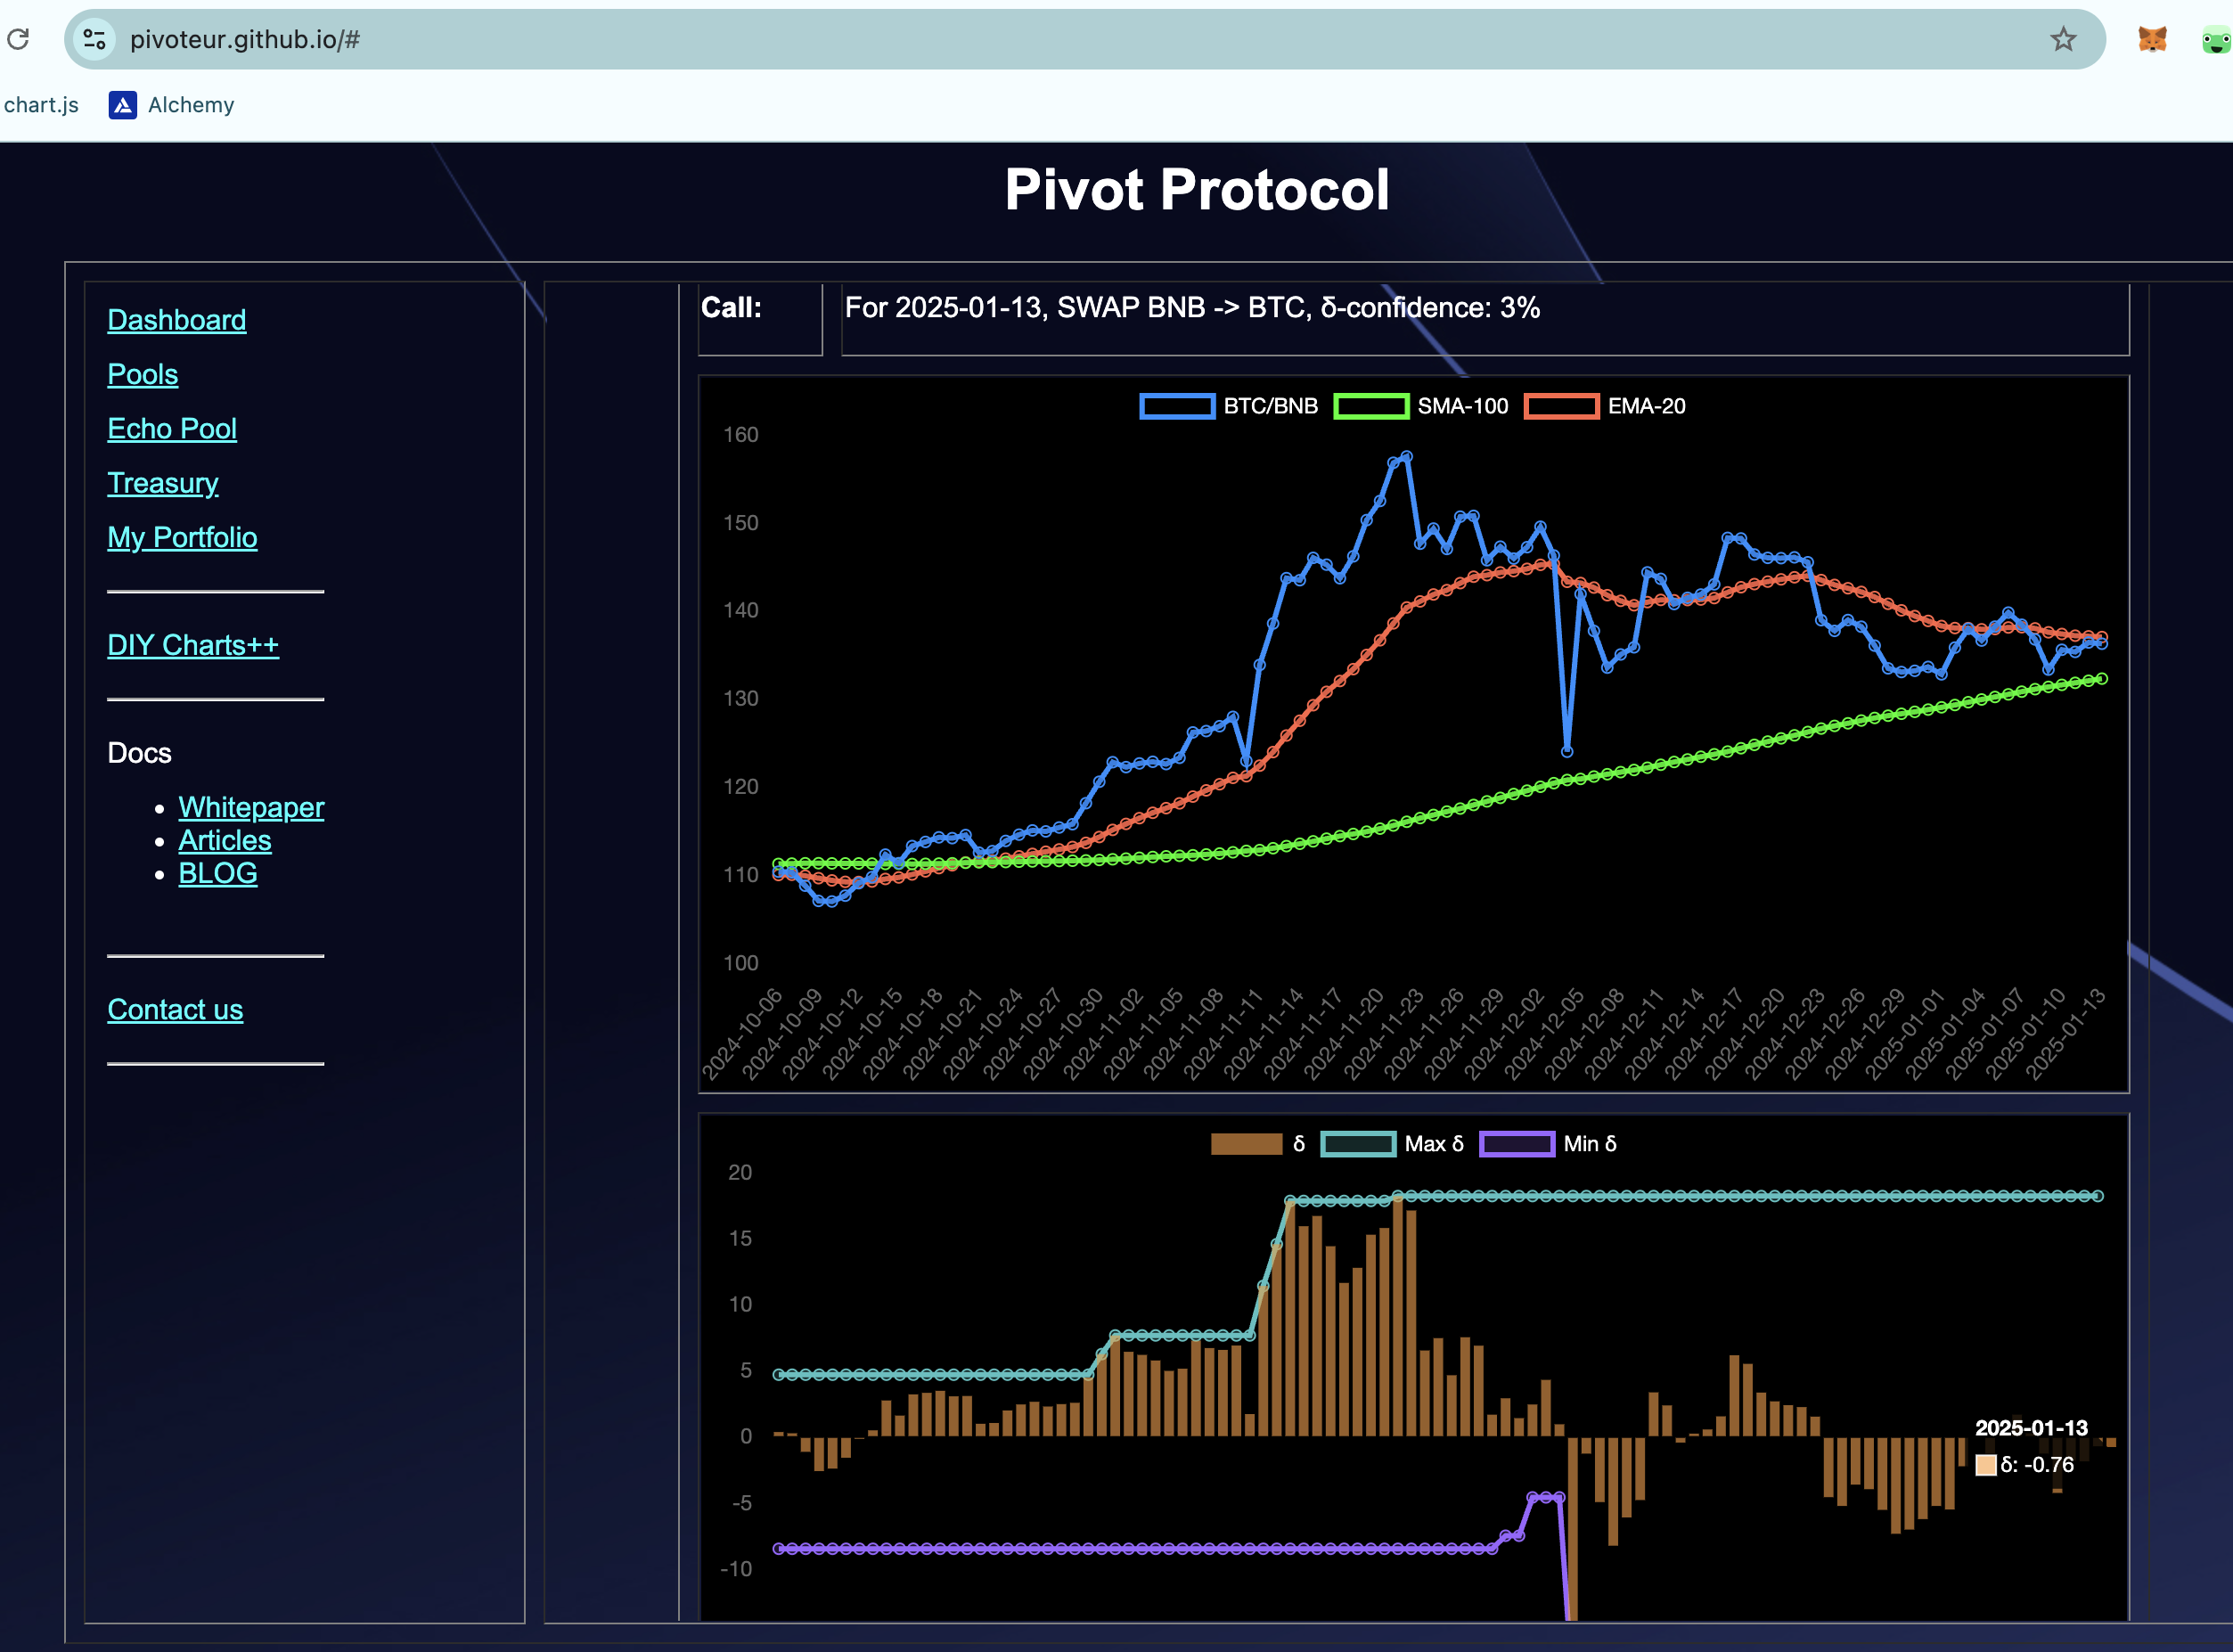 pivoteur.github.io/#
chart.js Alchemy
Pivot Protocol
Dashboard
Pools
Echo Pool
Treasury
My Portfolio
DIY Charts++
Docs
Whitepaper
Articles
BLOG
Contact us
Call: For 2025-01-13, SWAP BNB -> BTC, δ-confidence: 3%
BTC/BNB SMA-100 EMA-20
160
150
140
130
120
110
100
2024-10-06
2024-10-09
2024-10-12
2024-10-15
2024-10-18
2024-10-21
2024-10-24
2024-10-27
2024-10-30
2024-11-02
2024-11-05
2024-11-08
2024-11-11
2024-11-14
2024-11-17
2024-11-20
2024-11-23
2024-11-26
2024-11-29
2024-12-02
2024-12-05
2024-12-08
2024-12-11
2024-12-14
2024-12-17
2024-12-20
2024-12-23
2024-12-26
2024-12-29
2025-01-01
2025-01-04
2025-01-07
2025-01-10
2025-01-13
δ Max δ Min δ
20
15
10
5
0
-5
-10
2025-01-13
δ: -0.76